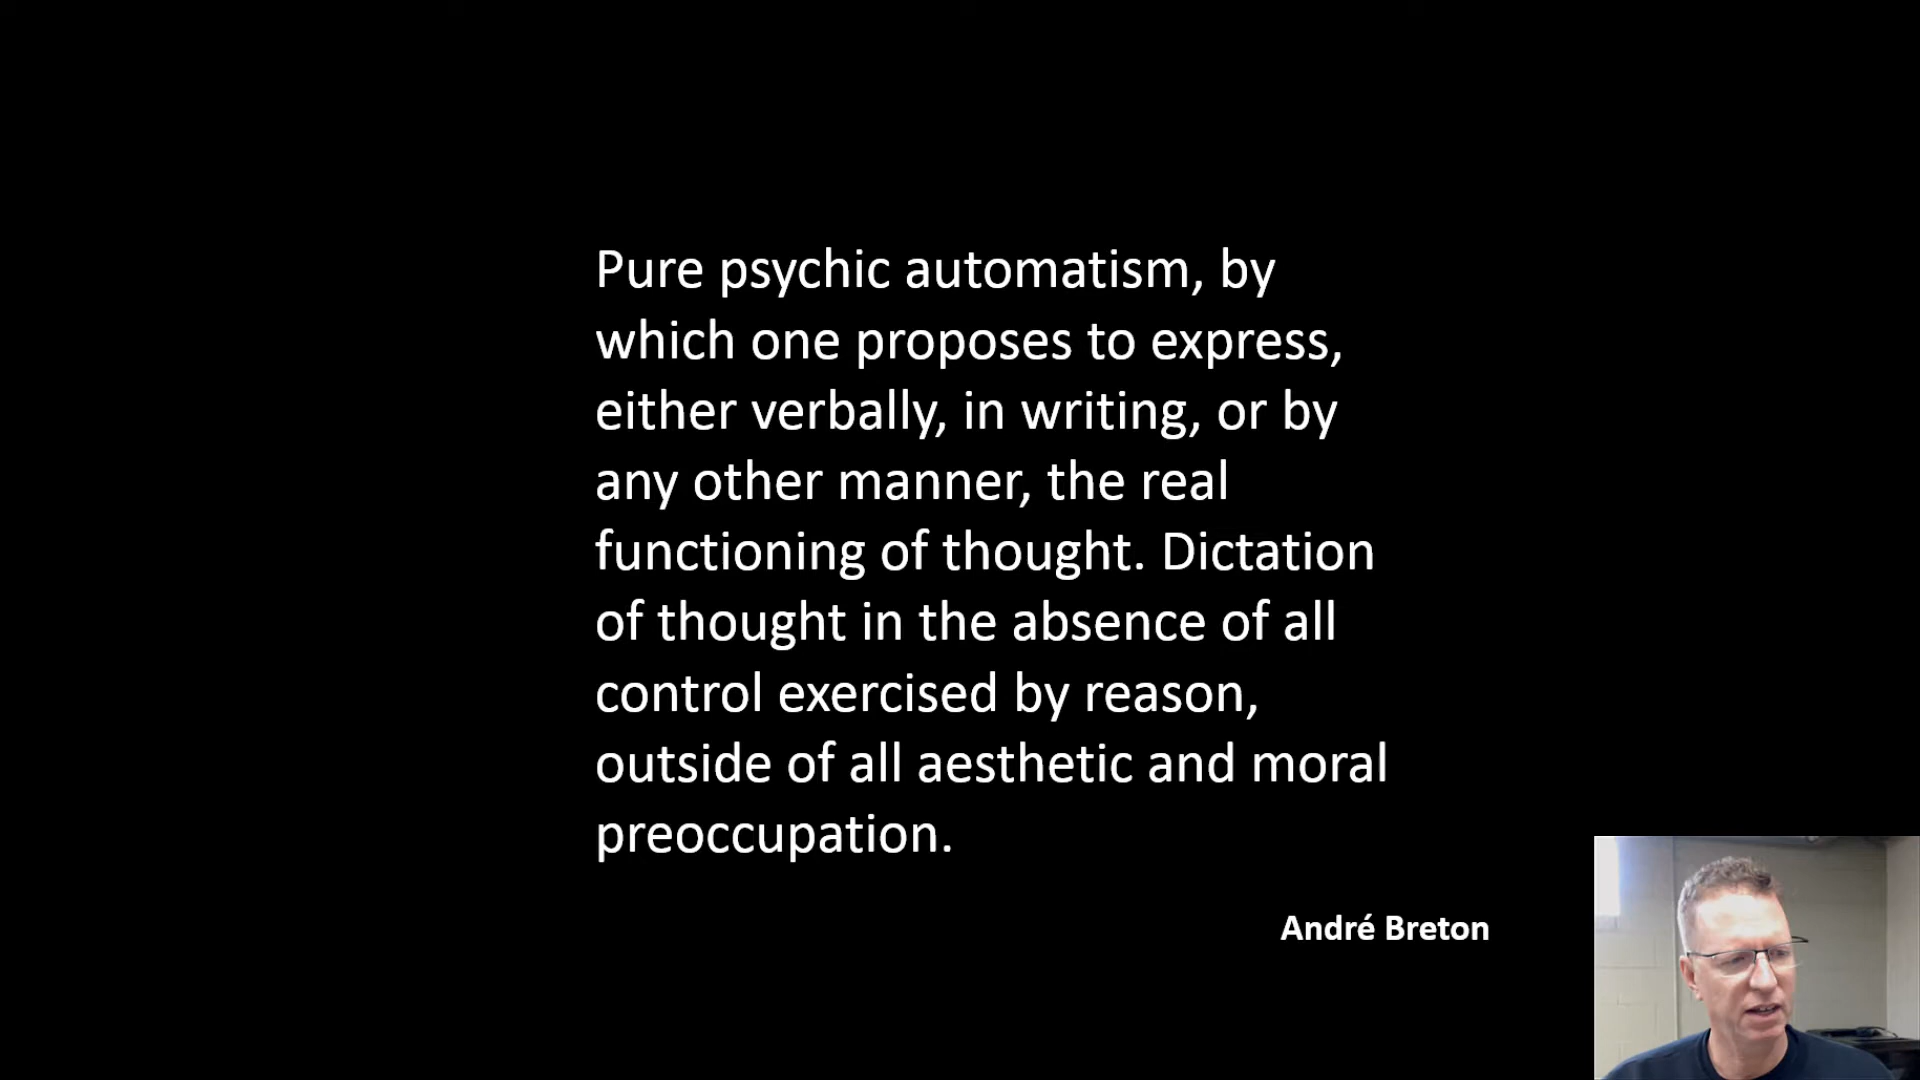 Pure psychic automatism, by
which one proposes to express,
either verbally, in writing, or by
any other manner, the real
functioning of thought. Dictation
of thought in the absence of all
control exercised by reason,
outside of all aesthetic and moral
preoccupation.
André Breton